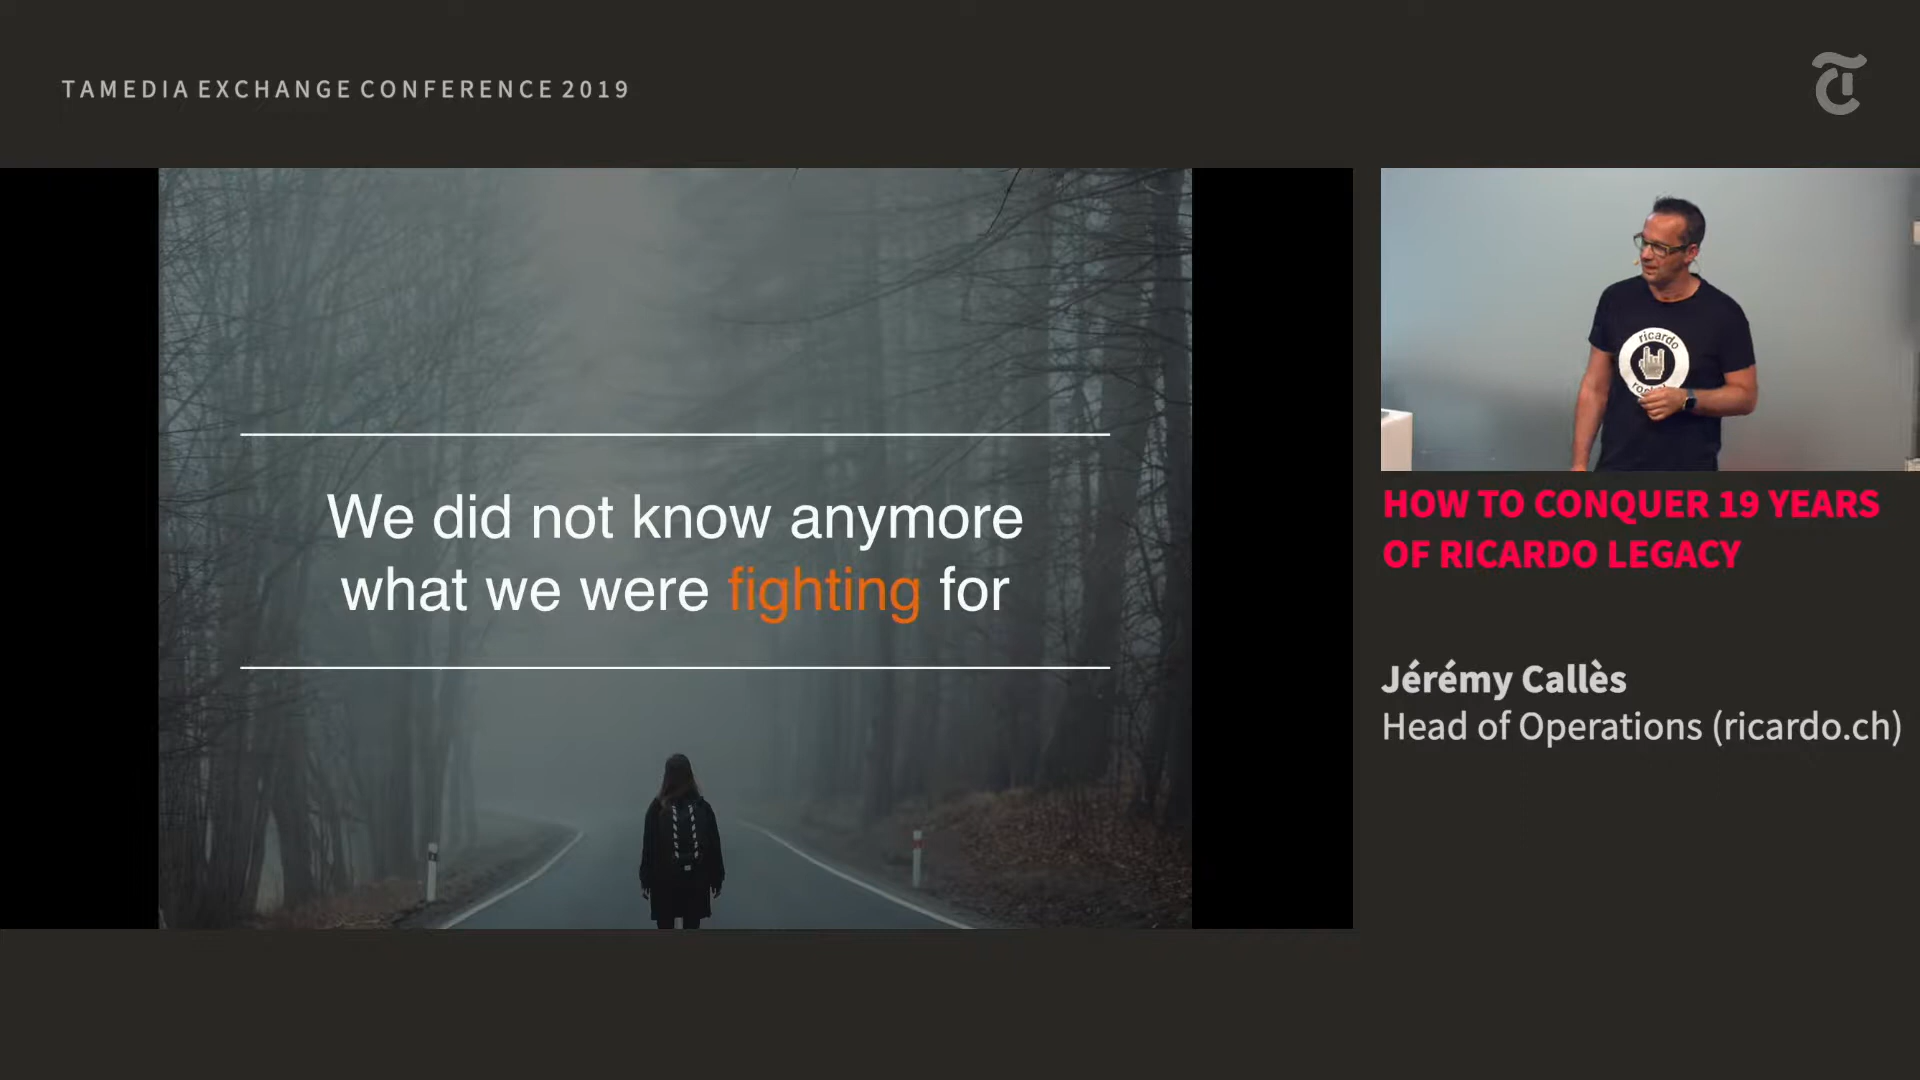 TAMEDIA EXCHANGE CONFERENCE 2019
We did not know anymore
what we were fighting for
ricardo
HOW TO CONQUER 19 YEARS
OF RICARDO LEGACY
Jérémy Callès
Head of Operations (ricardo.ch)